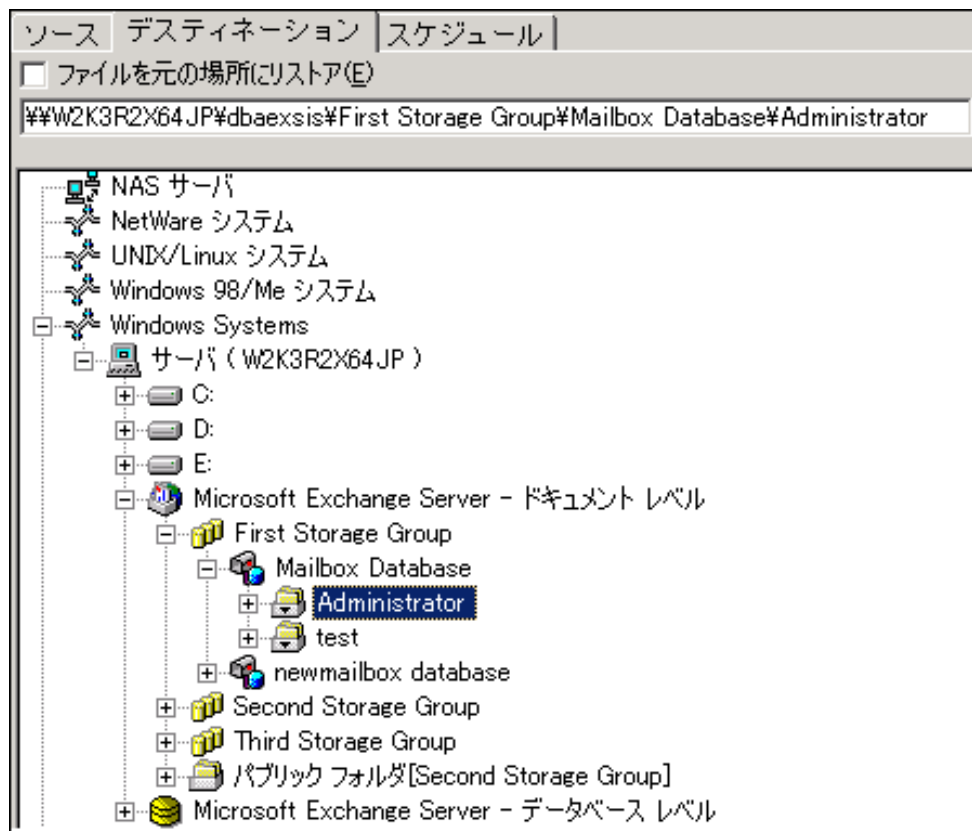 ソース デスティネーション スケジュール
ファイルを元の場所にリストア(E)
¥¥W2K3R2X64JP¥dbaexsis¥First Storage Group¥Mailbox Database¥Administrator
NAS サーバ
NetWare システム
UNIX/Linux システム
Windows 98/Me システム
Windows Systems
サーバ ( W2K3R2X64JP )
C:
D:
E:
Microsoft Exchange Server - ドキュメント レベル
First Storage Group
Mailbox Database
Administrator
test
newmailbox database
Second Storage Group
Third Storage Group
パブリック フォルダ[Second Storage Group]
Microsoft Exchange Server - データベース レベル